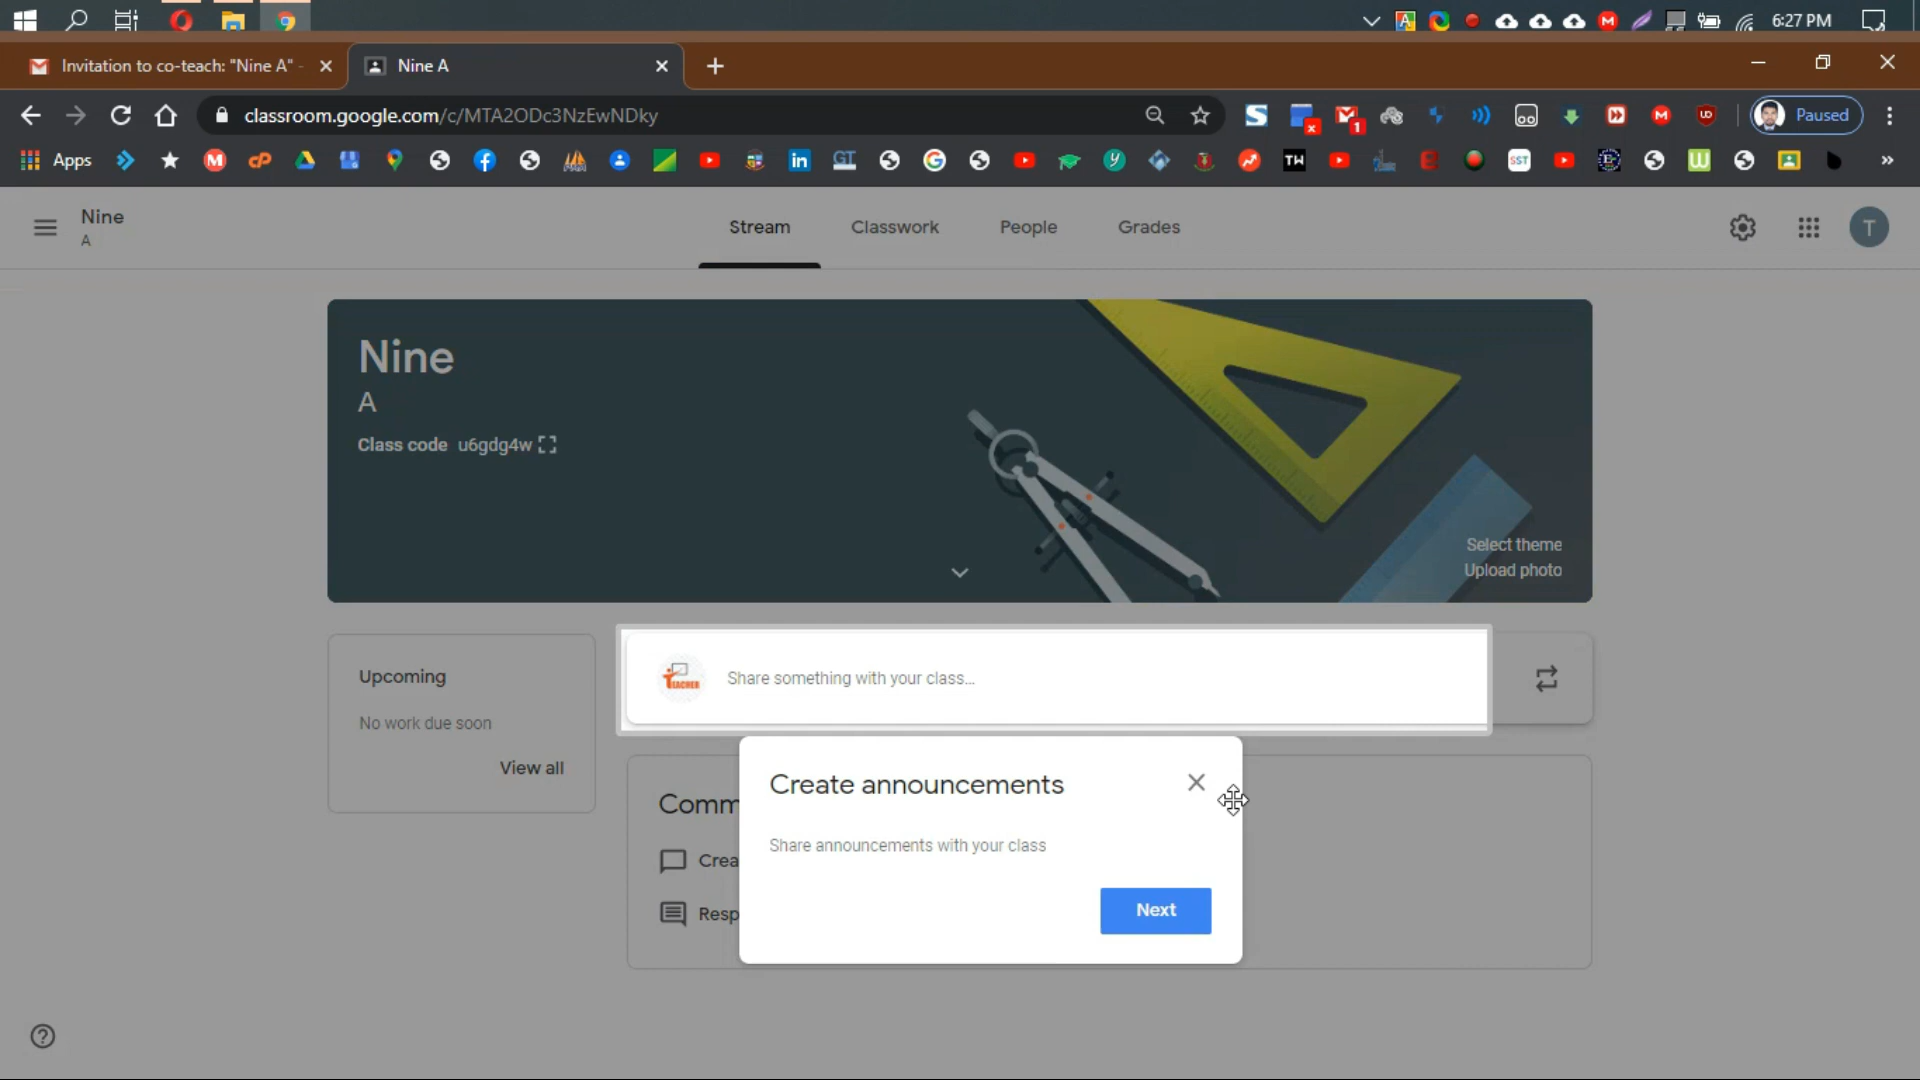 6:27 PM
Invitation to co-teach: "Nine A" -
Nine A
classroom.google.com/c/MTA2ODc3NzEwNDky
Paused
Apps
Nine
A
Stream
Classwork
People
Grades
T
Nine
A
Class code u6gdg4w
Select theme
Upload photo
Upcoming
No work due soon
View all
TEACHER
Share something with your class...
Comm
Crea
Resp
Create announcements
Share announcements with your class
Next